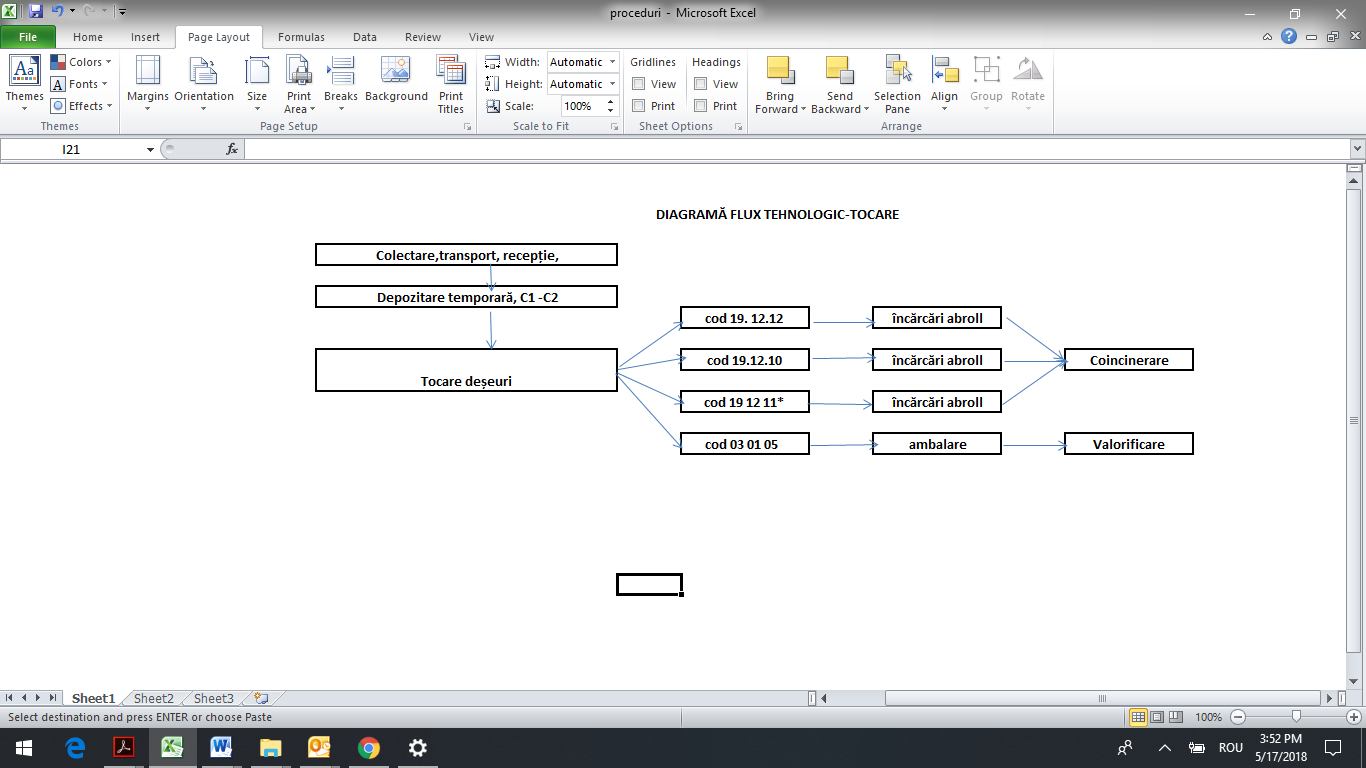 proceduri - Microsoft Excel
File Home Insert Page Layout Formulas Data Review View
Themes Colors Fonts Effects
Margins Orientation Size Print Area Breaks Background Print Titles
Width: Automatic
Height: Automatic
Scale: 100%
Gridlines Headings
View View
Print Print
Bring Forward Send Backward Selection Pane Align Group Rotate
Themes Page Setup Scale to Fit Sheet Options Arrange
I21 fx
DIAGRAMĂ FLUX TEHNOLOGIC-TOCARE
Colectare,transport, recepție,
Depozitare temporară, C1 -C2
cod 19. 12.12 încărcări abroll
cod 19.12.10 încărcări abroll Coincinerare
Tocare deșeuri
cod 19 12 11* încărcări abroll
cod 03 01 05 ambalare Valorificare
Sheet1 Sheet2 Sheet3
Select destination and press ENTER or choose Paste 100%
ROU 3:52 PM
5/17/2018